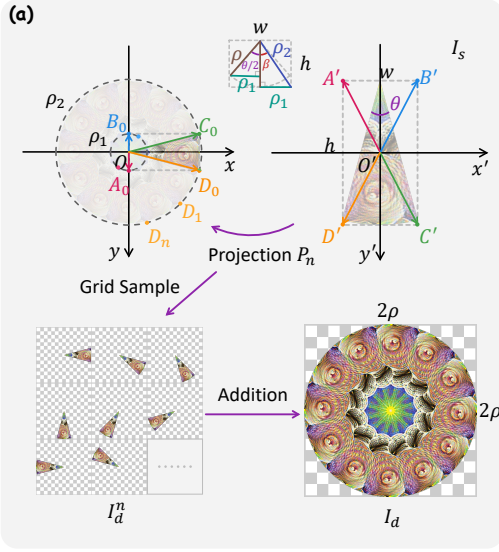 (a)
w
ρ
θ/2
β
ρ₂
h
ρ₁
ρ₁
I_s
ρ₂
ρ₁
B₀
C₀
O
x
A₀
D₀
D₁
D_n
y
A′
w
B′
θ
h
O′
x′
D′
C′
y′
Projection P_n
Grid Sample
2ρ
Addition
2ρ
......
I_d^n
I_d